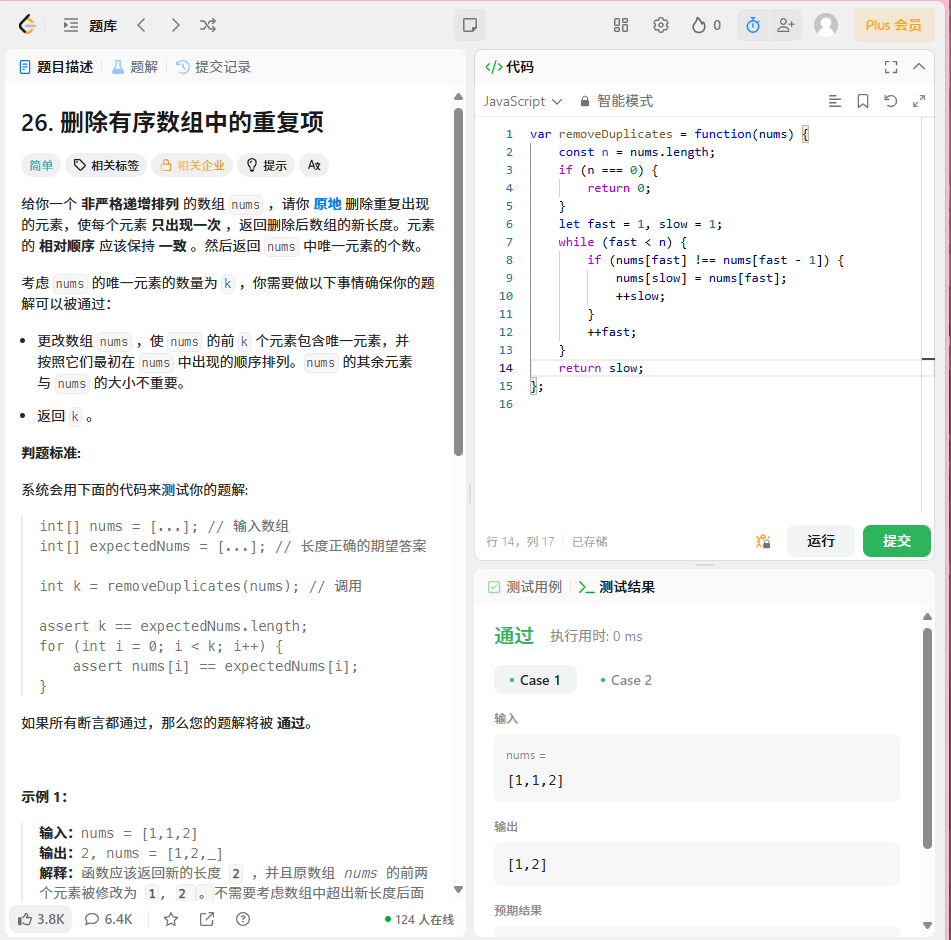 题库
0
Plus 会员
题目描述
题解
提交记录
26. 删除有序数组中的重复项
简单
相关标签
相关企业
提示
给你一个 非严格递增排列 的数组 nums ，请你 原地 删除重复出现
的元素，使每个元素 只出现一次 ，返回删除后数组的新长度。元素
的 相对顺序 应该保持 一致 。然后返回 nums 中唯一元素的个数。
考虑 nums 的唯一元素的数量为 k ，你需要做以下事情确保你的题
解可以被通过：
• 更改数组 nums ，使 nums 的前 k 个元素包含唯一元素，并
按照它们最初在 nums 中出现的顺序排列。nums 的其余元素
与 nums 的大小不重要。
• 返回 k 。
判题标准:
系统会用下面的代码来测试你的题解:
int[] nums = [...]; // 输入数组
int[] expectedNums = [...]; // 长度正确的期望答案
int k = removeDuplicates(nums); // 调用
assert k == expectedNums.length;
for (int i = 0; i < k; i++) {
    assert nums[i] == expectedNums[i];
}
如果所有断言都通过，那么您的题解将被 通过。
示例 1：
输入：nums = [1,1,2]
输出：2, nums = [1,2,_]
解释：函数应该返回新的长度 2 ，并且原数组 nums 的前两
个元素被修改为 1, 2 。不需要考虑数组中超出新长度后面
3.8K
6.4K
124 人在线
代码
JavaScript
智能模式
1 var removeDuplicates = function(nums) {
2     const n = nums.length;
3     if (n === 0) {
4         return 0;
5     }
6     let fast = 1, slow = 1;
7     while (fast < n) {
8         if (nums[fast] !== nums[fast - 1]) {
9             nums[slow] = nums[fast];
10             ++slow;
11         }
12         ++fast;
13     }
14     return slow;
15 };
16
行 14，列 17
已存储
运行
提交
测试用例
测试结果
通过
执行用时: 0 ms
• Case 1
• Case 2
输入
nums =
[1,1,2]
输出
[1,2]
预期结果